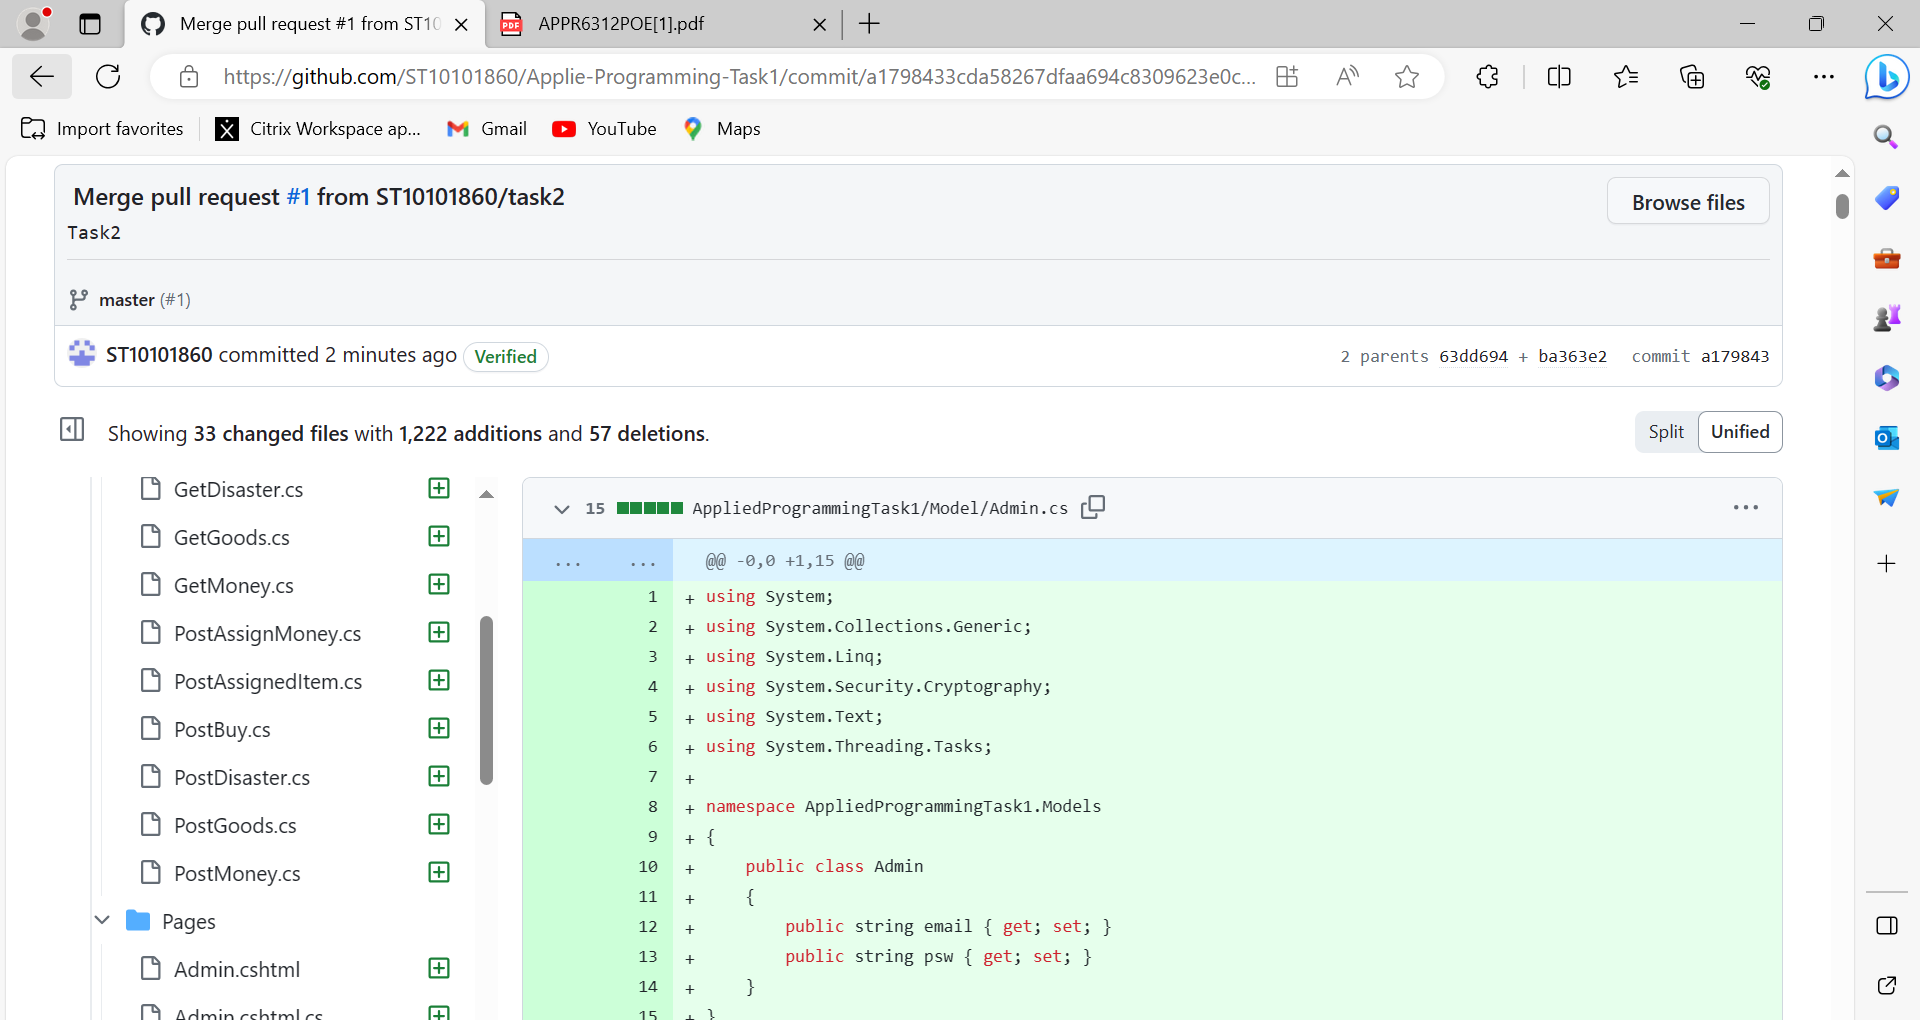 Merge pull request #1 from ST10
APPR6312POE[1].pdf
https://github.com/ST10101860/Applie-Programming-Task1/commit/a1798433cda58267dfaa694c8309623e0c...
Import favorites
Citrix Workspace ap...
Gmail
YouTube
Maps
Merge pull request #1 from ST10101860/task2
Browse files
Task2
master (#1)
ST10101860 committed 2 minutes ago Verified
2 parents 63dd694 + ba363e2 commit a179843
Showing 33 changed files with 1,222 additions and 57 deletions.
Split Unified
GetDisaster.cs
GetGoods.cs
GetMoney.cs
PostAssignMoney.cs
PostAssignedItem.cs
PostBuy.cs
PostDisaster.cs
PostGoods.cs
PostMoney.cs
Pages
Admin.cshtml
Admin.cshtml.cs
15 AppliedProgrammingTask1/Model/Admin.cs
... ... @@ -0,0 +1,15 @@
1 + using System;
2 + using System.Collections.Generic;
3 + using System.Linq;
4 + using System.Security.Cryptography;
5 + using System.Text;
6 + using System.Threading.Tasks;
7 +
8 + namespace AppliedProgrammingTask1.Models
9 + {
10 + public class Admin
11 + {
12 + public string email { get; set; }
13 + public string psw { get; set; }
14 + }
15 + }